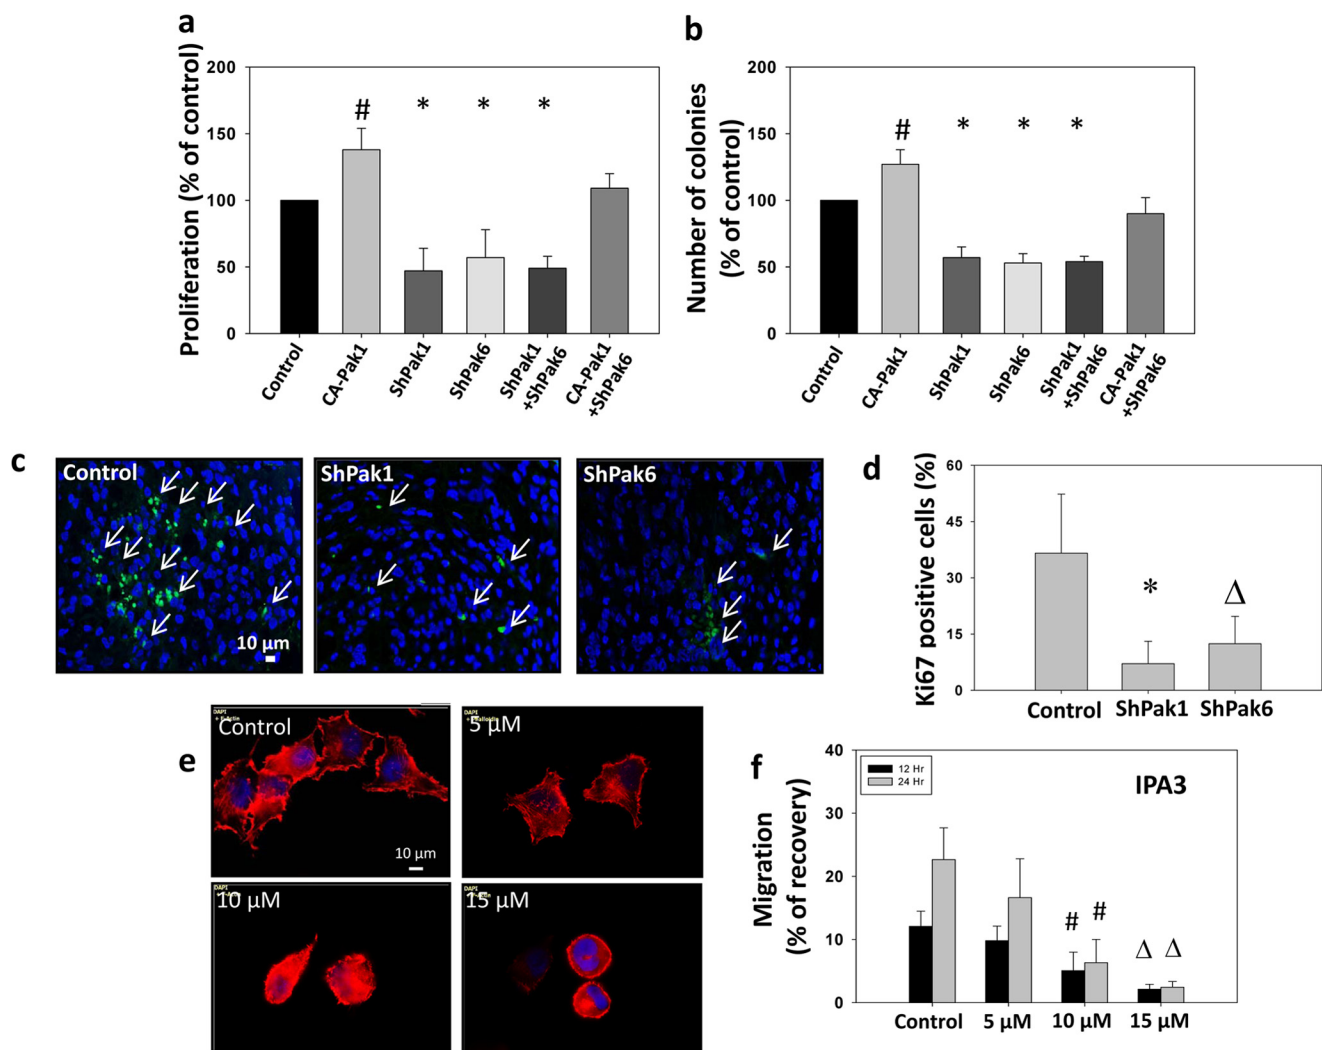 a
Proliferation (% of control)
200
150
100
50
0
#
*
*
*
Control
CA-Pak1
ShPak1
ShPak6
ShPak1
+ShPak6
CA-Pak1
+ShPak6
b
Number of colonies
(% of control)
200
150
100
50
0
#
*
*
*
Control
CA-Pak1
ShPak1
ShPak6
ShPak1
+ShPak6
CA-Pak1
+ShPak6
c
Control
10 µm
ShPak1
ShPak6
d
Ki67 positive cells (%)
60
45
30
15
0
*
Δ
Control
ShPak1
ShPak6
e
DAPI
Control
10 µm
DAPI
5 µM
DAPI
10 µM
DAPI
15 µM
f
Migration
(% of recovery)
40
30
20
10
0
12 Hr
24 Hr
IPA3
#
#
Δ
Δ
Control
5 µM
10 µM
15 µM